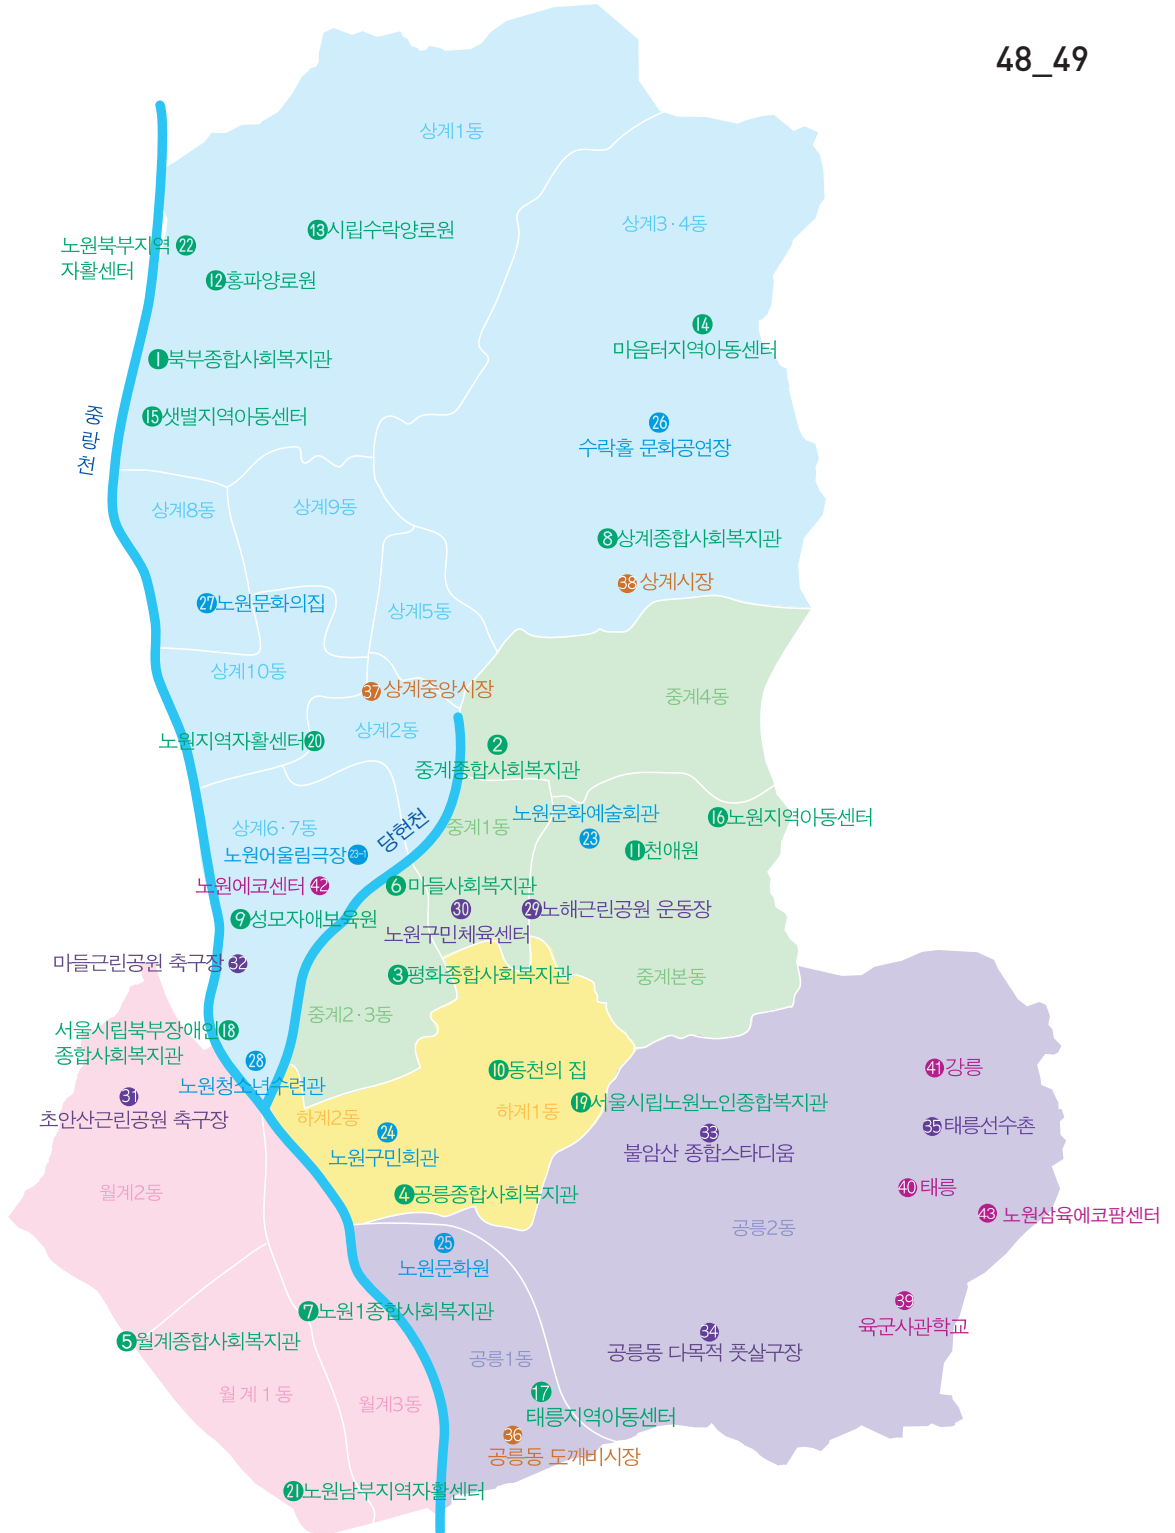 48_49
상계1동
상계3·4동
⑬시립수락양로원
노원북부지역 ㉒
자활센터
⑫홍파양로원
⑭
마음터지역아동센터
①북부종합사회복지관
⑮샛별지역아동센터
중랑천
㉖
수락홀 문화공연장
상계8동
상계9동
⑧상계종합사회복지관
㊳ 상계시장
㉗노원문화의집
상계5동
상계10동
㊲상계중앙시장
중계4동
상계2동
노원지역자활센터⑳
②
중계종합사회복지관
노원문화예술회관
㉓
⑯노원지역아동센터
상계6·7동
당현천
중계1동
노원어울림극장 23-1
⑪천애원
노원에코센터 ㊷
⑥ 마들사회복지관
⑨성모자애보육원
㉚
노원구민체육센터
㉙노해근린공원 운동장
마들근린공원 축구장 ㉜
③평화종합사회복지관
중계본동
중계2·3동
서울시립북부장애인⑱
종합사회복지관
㉘
노원청소년수련관
⑩동천의 집
㊶강릉
㉛
초안산근린공원 축구장
하계2동
하계1동
⑲서울시립노원노인종합복지관
㉔
노원구민회관
㉝
불암산 종합스타디움
㉟ 태릉선수촌
월계2동
④공릉종합사회복지관
㊵ 태릉
㊸ 노원삼육에코팜센터
공릉2동
㉕
노원문화원
⑦노원1종합사회복지관
㊴
육군사관학교
⑤월계종합사회복지관
㉞
공릉동 다목적 풋살구장
공릉1동
월계1동
월계3동
⑰
태릉지역아동센터
㊱
공릉동 도깨비시장
㉑노원남부지역자활센터